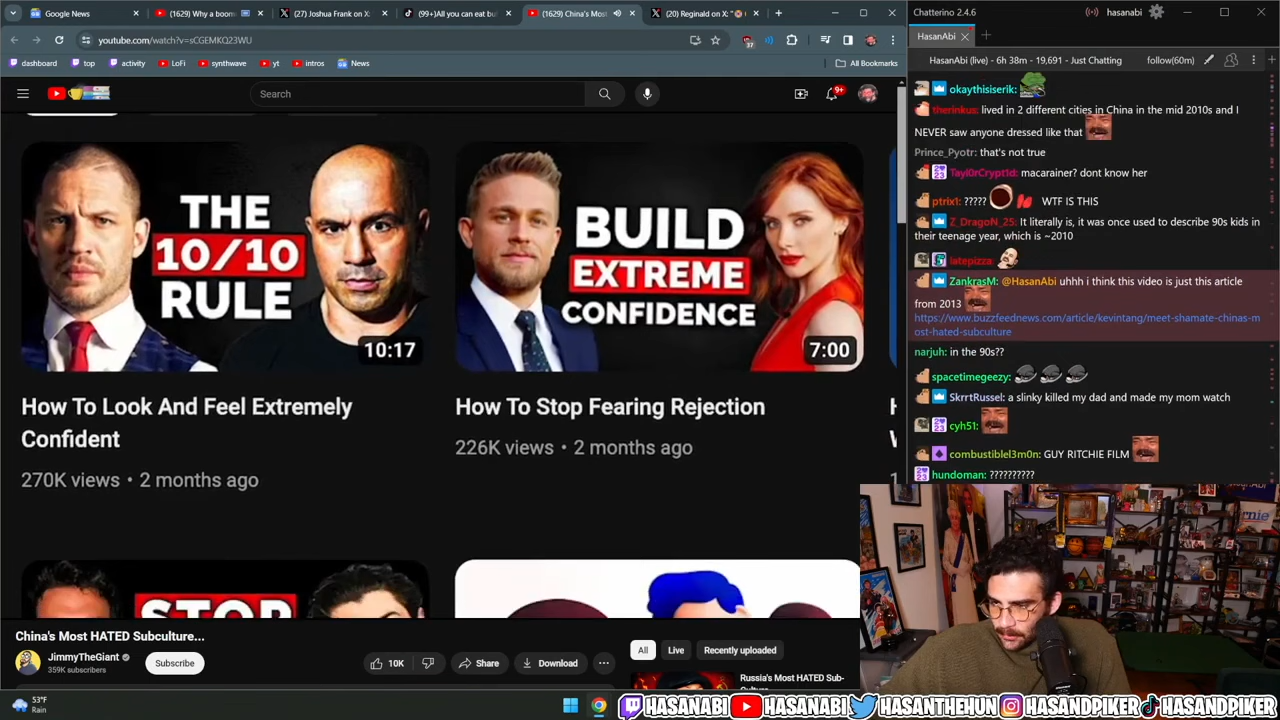 Google News
(1629) Why a boom
(27) Joshua Frank on X:
(99+)All you can eat bu
(1629) China's Most
(20) Reginald on X: "
youtube.com/watch?v=sCGEMKQ23WU
37
dashboard
top
activity
LoFi
synthwave
yt
intros
News
All Bookmarks
Search
9+
THE
10/10
RULE
10:17
BUILD
EXTREME
CONFIDENCE
7:00
How To Look And Feel Extremely
Confident
270K views • 2 months ago
How To Stop Fearing Rejection
226K views • 2 months ago
STOP
China's Most HATED Subculture...
JimmyTheGiant
359K subscribers
Subscribe
10K
Share
Download
All
Live
Recently uploaded
Russia's Most HATED Sub-
Culture
53°F
Rain
Chatterino 2.4.6
hasanabi
HasanAbi
HasanAbi (live) - 6h 38m - 19,691 - Just Chatting
follow(60m)
okaythisiserik:
therinkus: lived in 2 different cities in China in the mid 2010s and I
NEVER saw anyone dressed like that
Prince_Pyotr: that's not true
Tayl0rCrypt1d: macarainer? dont know her
ptrix1: ????? WTF IS THIS
Z_DragoN_25: It literally is, it was once used to describe 90s kids in
their teenage year, which is ~2010
latepizza:
ZankrasM: @HasanAbi uhhh i think this video is just this article
from 2013
https://www.buzzfeednews.com/article/kevintang/meet-shamate-chinas-m
ost-hated-subculture
narjuh: in the 90s??
spacetimegeezy:
SkrrtRussel: a slinky killed my dad and made my mom watch
cyh51:
combustiblel3m0n: GUY RITCHIE FILM
hundoman: ??????????
HASANABI
HASANABI
HASANTHEHUN
HASANDPIKER
HASANDPIKER